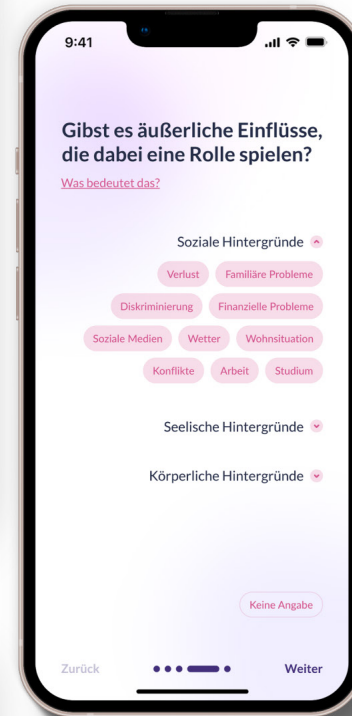 9:41
Gibst es äußerliche Einflüsse,
die dabei eine Rolle spielen?
Was bedeutet das?
Soziale Hintergründe
Verlust Familiäre Probleme
Diskriminierung Finanzielle Probleme
Soziale Medien Wetter Wohnsituation
Konflikte Arbeit Studium
Seelische Hintergründe
Körperliche Hintergründe
Keine Angabe
Zurück Weiter